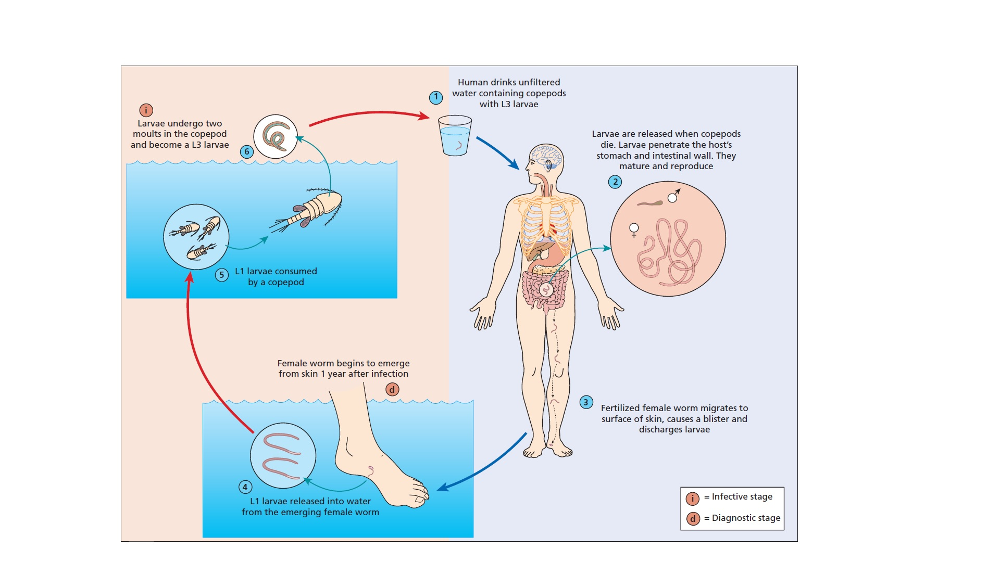 1
Human drinks unfiltered
water containing copepods
with L3 larvae
i
Larvae undergo two
moults in the copepod
and become a L3 larvae
6
Larvae are released when copepods
die. Larvae penetrate the host’s
stomach and intestinal wall. They
mature and reproduce
2
5
L1 larvae consumed
by a copepod
Female worm begins to emerge
from skin 1 year after infection
d
3
Fertilized female worm migrates to
surface of skin, causes a blister and
discharges larvae
4
L1 larvae released into water
from the emerging female worm
i = Infective stage
d = Diagnostic stage